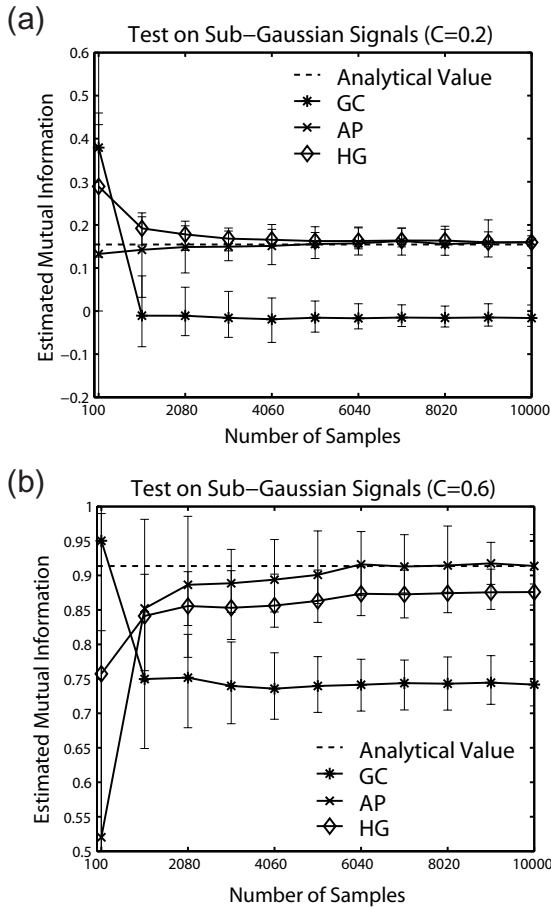 (a)
Test on Sub-Gaussian Signals (C=0.2)
0.6
0.5
0.4
0.3
0.2
0.1
0
-0.1
-0.2
Estimated Mutual Information
Analytical Value
GC
AP
HG
100 2080 4060 6040 8020 10000
Number of Samples
(b)
Test on Sub-Gaussian Signals (C=0.6)
1
0.95
0.9
0.85
0.8
0.75
0.7
0.65
0.6
0.55
0.5
Estimated Mutual Information
Analytical Value
GC
AP
HG
100 2080 4060 6040 8020 10000
Number of Samples